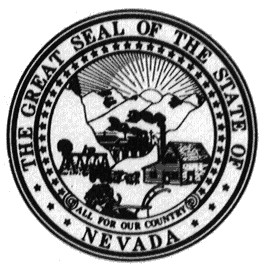 THE GREAT SEAL OF THE STATE OF
NEVADA
ALL FOR OUR COUNTRY